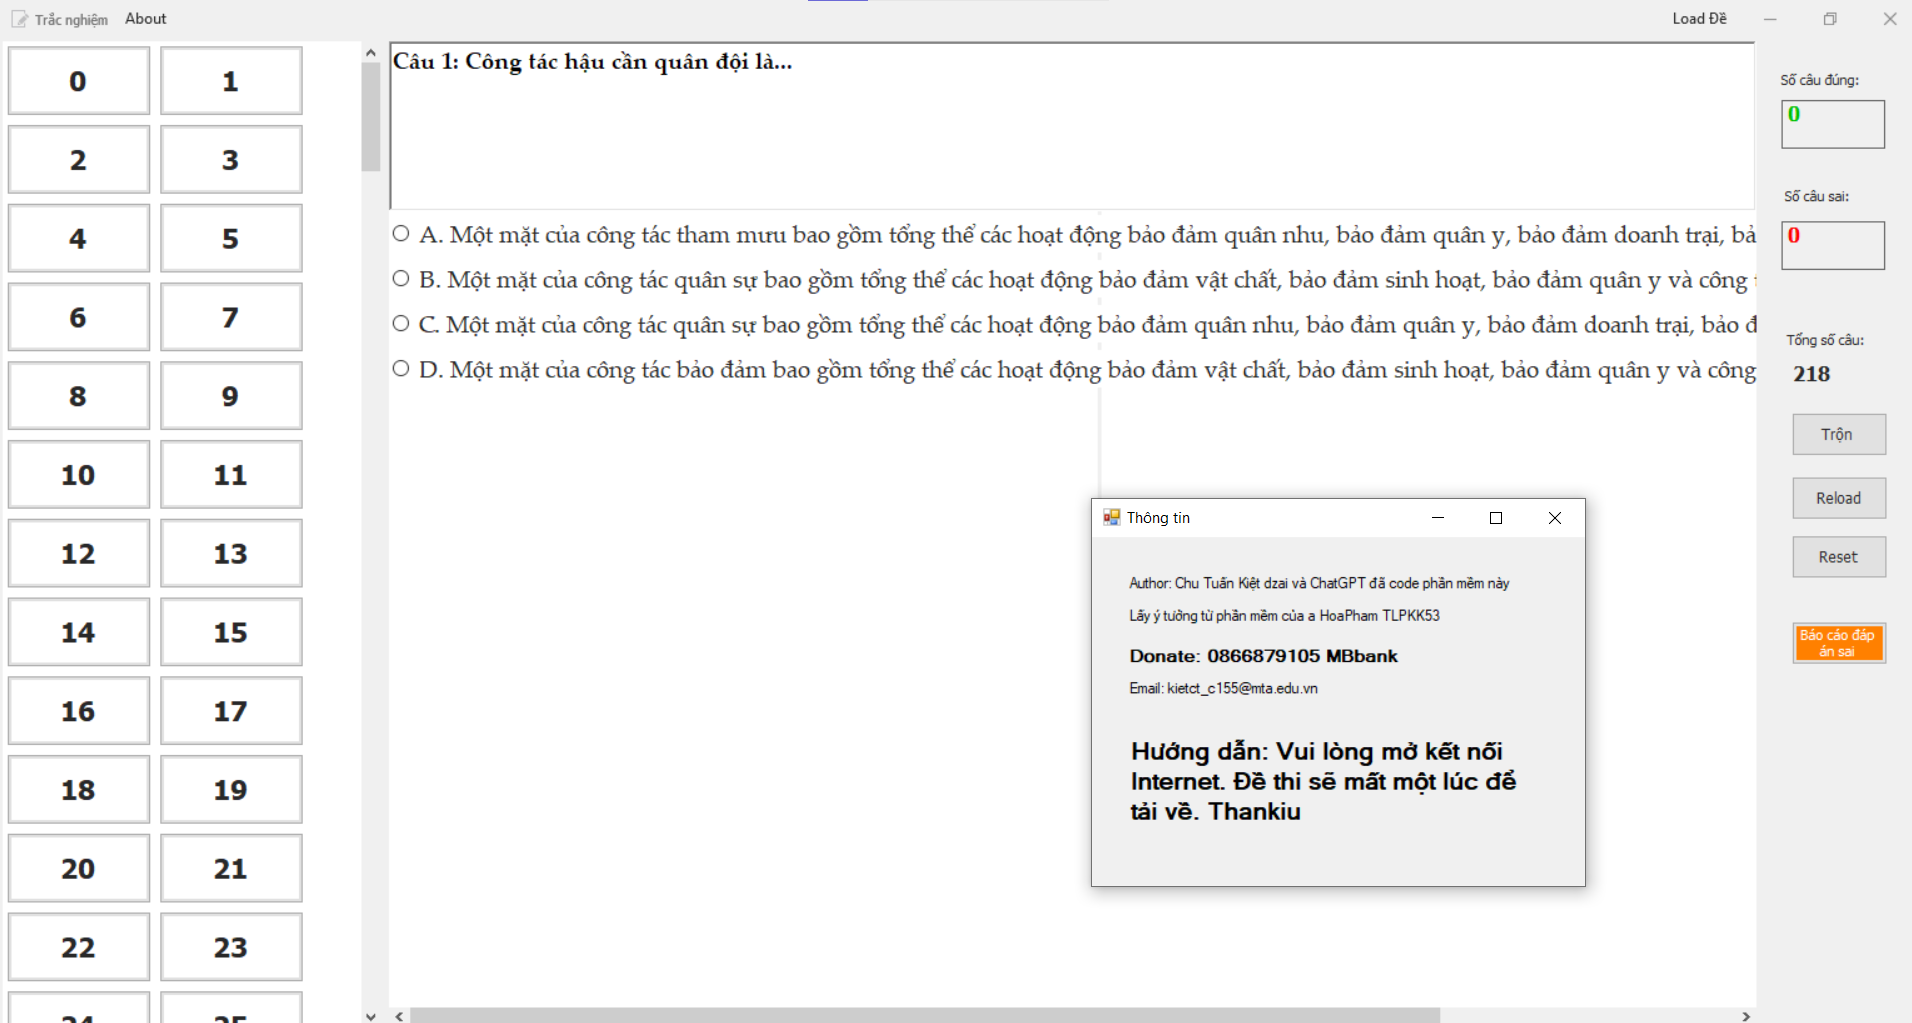 Trắc nghiệm About
Load Đề
0 1
2 3
4 5
6 7
8 9
10 11
12 13
14 15
16 17
18 19
20 21
22 23
24 25
Câu 1: Công tác hậu cần quân đội là...
A. Một mặt của công tác tham mưu bao gồm tổng thể các hoạt động bảo đảm quân nhu, bảo đảm quân y, bảo đảm doanh trại, bả
B. Một mặt của công tác quân sự bao gồm tổng thể các hoạt động bảo đảm vật chất, bảo đảm sinh hoạt, bảo đảm quân y và công
C. Một mặt của công tác quân sự bao gồm tổng thể các hoạt động bảo đảm quân nhu, bảo đảm quân y, bảo đảm doanh trại, bảo đ
D. Một mặt của công tác bảo đảm bao gồm tổng thể các hoạt động bảo đảm vật chất, bảo đảm sinh hoạt, bảo đảm quân y và công
Thông tin
Author: Chu Tuấn Kiệt dzai và ChatGPT đã code phần mềm này
Lấy ý tưởng từ phần mềm của a HoaPham TLPKK53
Donate: 0866879105 MBbank
Email: kietct_c155@mta.edu.vn
Hướng dẫn: Vui lòng mở kết nối
Internet. Đề thi sẽ mất một lúc để
tải về. Thankiu
Số câu đúng:
0
Số câu sai:
0
Tổng số câu:
218
Trộn
Reload
Reset
Báo cáo đáp
án sai